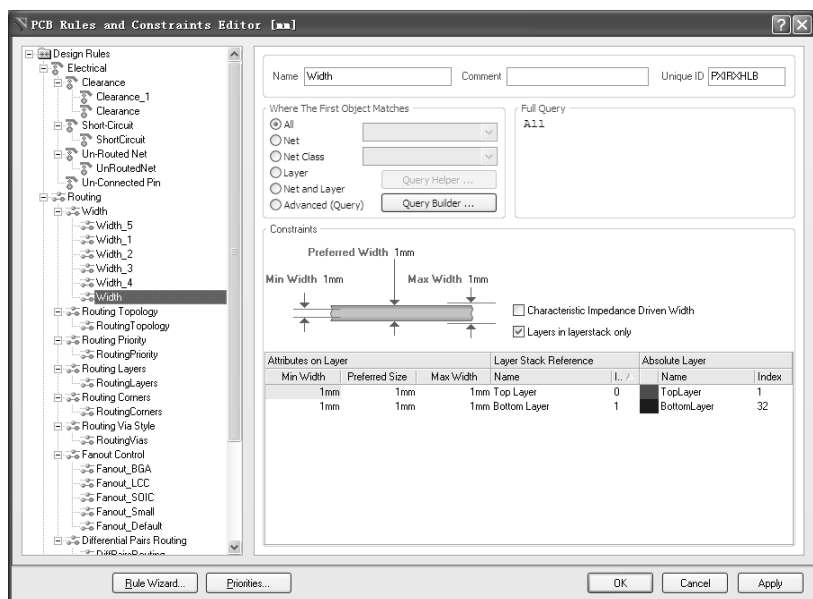 PCB Rules and Constraints Editor [mm]
Design Rules
Electrical
Clearance
Clearance_1
Clearance
Short-Circuit
ShortCircuit
Un-Routed Net
UnRoutedNet
Un-Connected Pin
Routing
Width
Width_5
Width_1
Width_2
Width_3
Width_4
Width
Routing Topology
RoutingTopology
Routing Priority
RoutingPriority
Routing Layers
RoutingLayers
Routing Corners
RoutingCorners
Routing Via Style
RoutingVias
Fanout Control
Fanout_BGA
Fanout_LCC
Fanout_SOIC
Fanout_Small
Fanout_Default
Differential Pairs Routing
DiffPairsRouting
Name Width Comment Unique ID PXIRXHLB
Where The First Object Matches
All
Net
Net Class
Layer
Net and Layer
Advanced (Query)
Query Helper ...
Query Builder ...
Full Query
All
Constraints
Preferred Width 1mm
Min Width 1mm Max Width 1mm
Characteristic Impedance Driven Width
Layers in layerstack only
Attributes on Layer Layer Stack Reference Absolute Layer
Min Width Preferred Size Max Width Name I.. Name Index
1mm 1mm 1mm Top Layer 0 TopLayer 1
1mm 1mm 1mm Bottom Layer 1 BottomLayer 32
Rule Wizard... Priorities... OK Cancel Apply